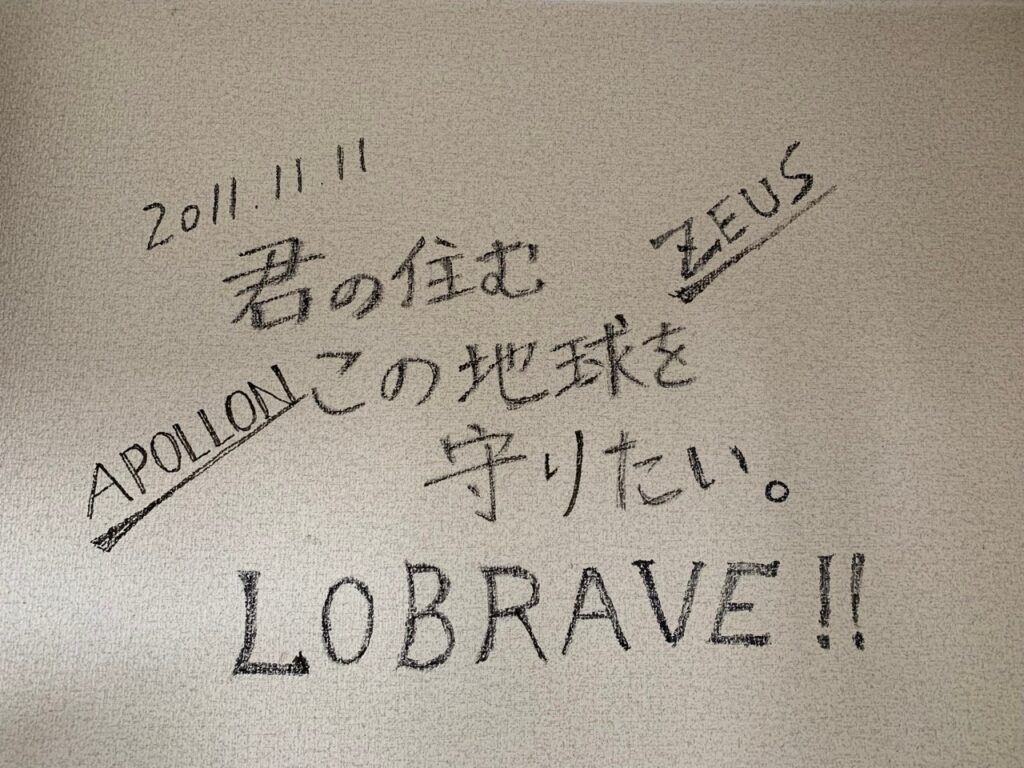 2011.11.11
ZEUS
君の住む
この地球を
APOLLON
守りたい。
LOBRAVE!!